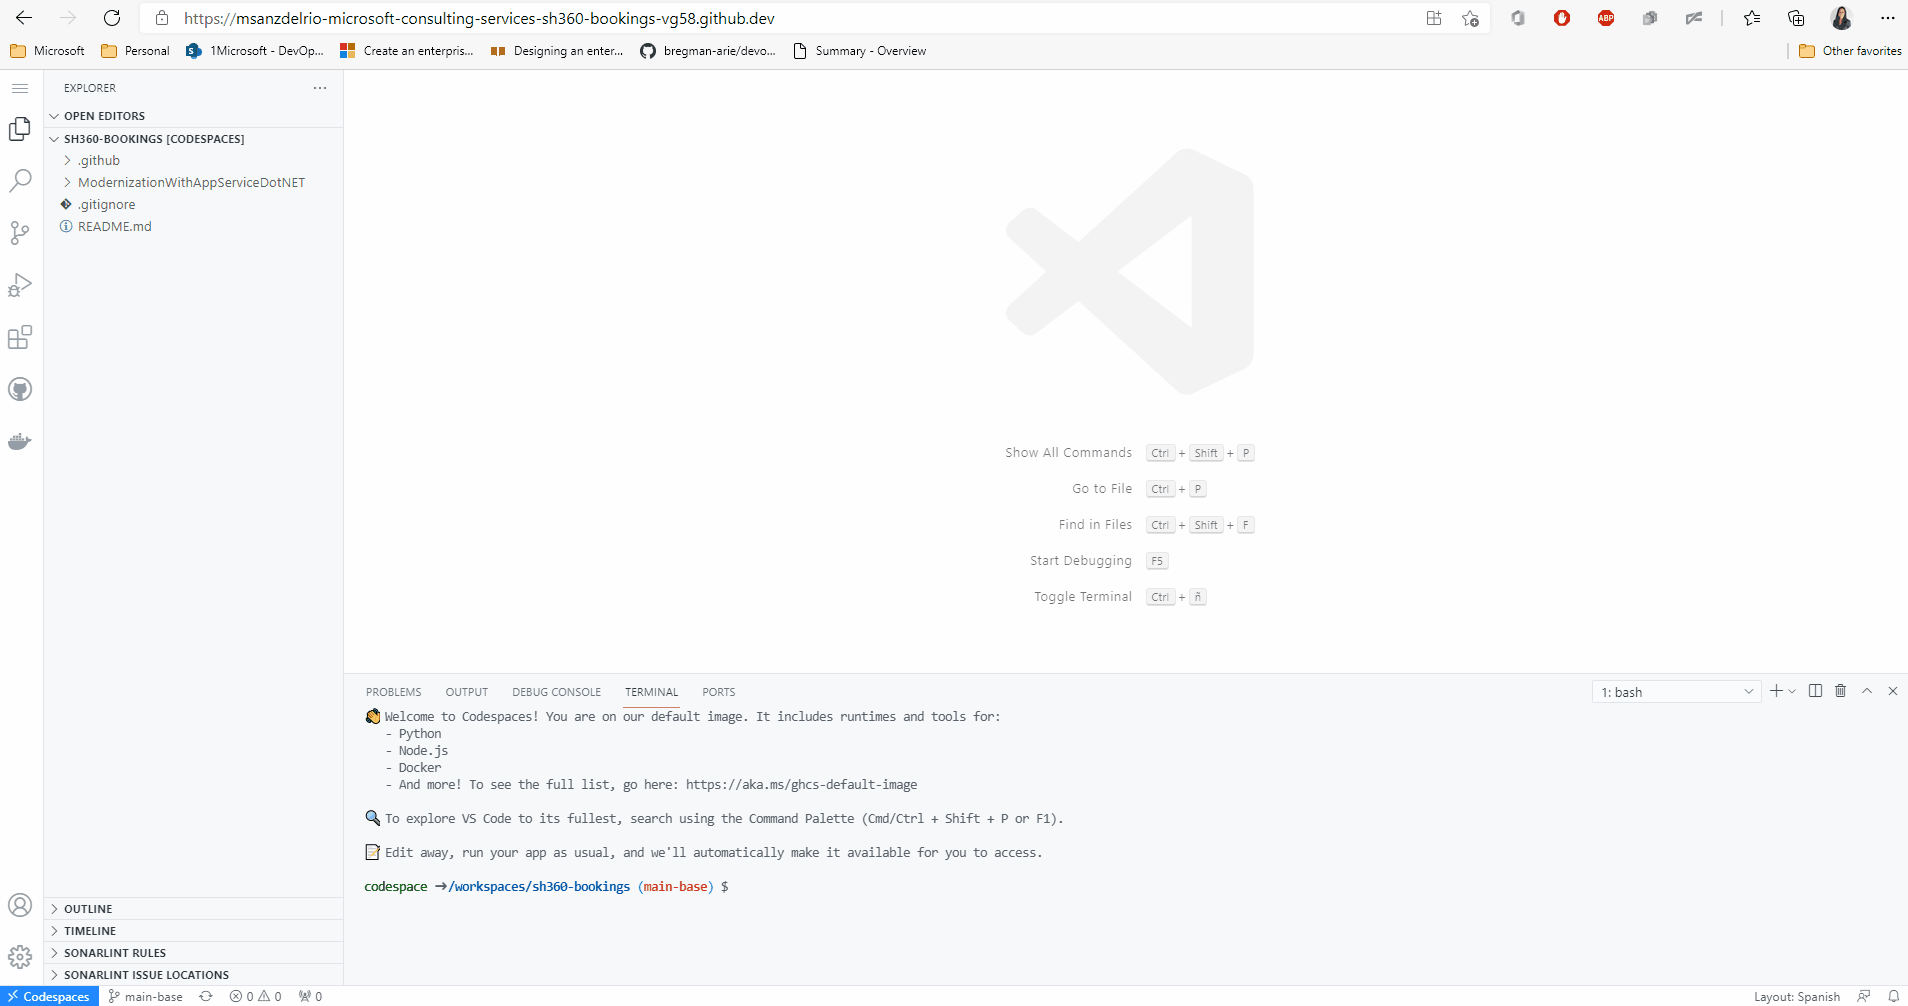 https://msanzdelrio-microsoft-consulting-services-sh360-bookings-vg58.github.dev
ABP
Microsoft
Personal
1Microsoft - DevOp...
Create an enterpris...
Designing an enter...
bregman-arie/devo...
Summary - Overview
Other favorites
EXPLORER
OPEN EDITORS
SH360-BOOKINGS [CODESPACES]
.github
ModernizationWithAppServiceDotNET
.gitignore
README.md
Show All Commands Ctrl + Shift + P
Go to File Ctrl + P
Find in Files Ctrl + Shift + F
Start Debugging F5
Toggle Terminal Ctrl + ñ
PROBLEMS OUTPUT DEBUG CONSOLE TERMINAL PORTS
1: bash
Welcome to Codespaces! You are on our default image. It includes runtimes and tools for:
- Python
- Node.js
- Docker
- And more! To see the full list, go here: https://aka.ms/ghcs-default-image
To explore VS Code to its fullest, search using the Command Palette (Cmd/Ctrl + Shift + P or F1).
Edit away, run your app as usual, and we'll automatically make it available for you to access.
codespace ➜/workspaces/sh360-bookings (main-base) $
OUTLINE
TIMELINE
SONARLINT RULES
SONARLINT ISSUE LOCATIONS
Codespaces main-base 0 0 0
Layout: Spanish